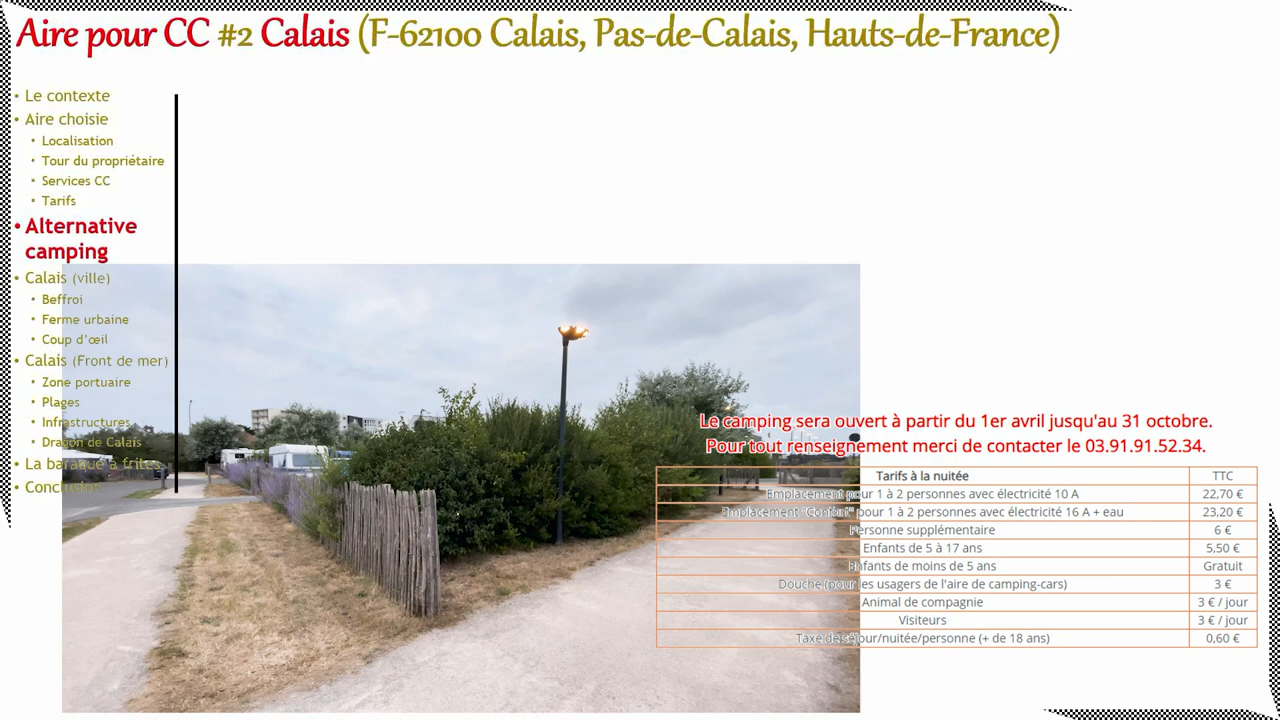 Aire pour CC #2 Calais (F-62100 Calais, Pas-de-Calais, Hauts-de-France)
• Le contexte
• Aire choisie
• Localisation
• Tour du propriétaire
• Services CC
• Tarifs
• Alternative
camping
• Calais (ville)
• Beffroi
• Ferme urbaine
• Coup d'œil
• Calais (Front de mer)
• Zone portuaire
• Plages
• Infrastructures
• Dragon de Calais
• La baraque à frites
• Conclusion
Le camping sera ouvert à partir du 1er avril jusqu'au 31 octobre.
Pour tout renseignement merci de contacter le 03.91.91.52.34.
Tarifs à la nuitée TTC
Emplacement pour 1 à 2 personnes avec électricité 10 A 22,70 €
Emplacement "Confort" pour 1 à 2 personnes avec électricité 16 A + eau 23,20 €
Personne supplémentaire 6 €
Enfants de 5 à 17 ans 5,50 €
Enfants de moins de 5 ans Gratuit
Douche (pour les usagers de l'aire de camping-cars) 3 €
Animal de compagnie 3 € / jour
Visiteurs 3 € / jour
Taxe de séjour/nuitée/personne (+ de 18 ans) 0,60 €